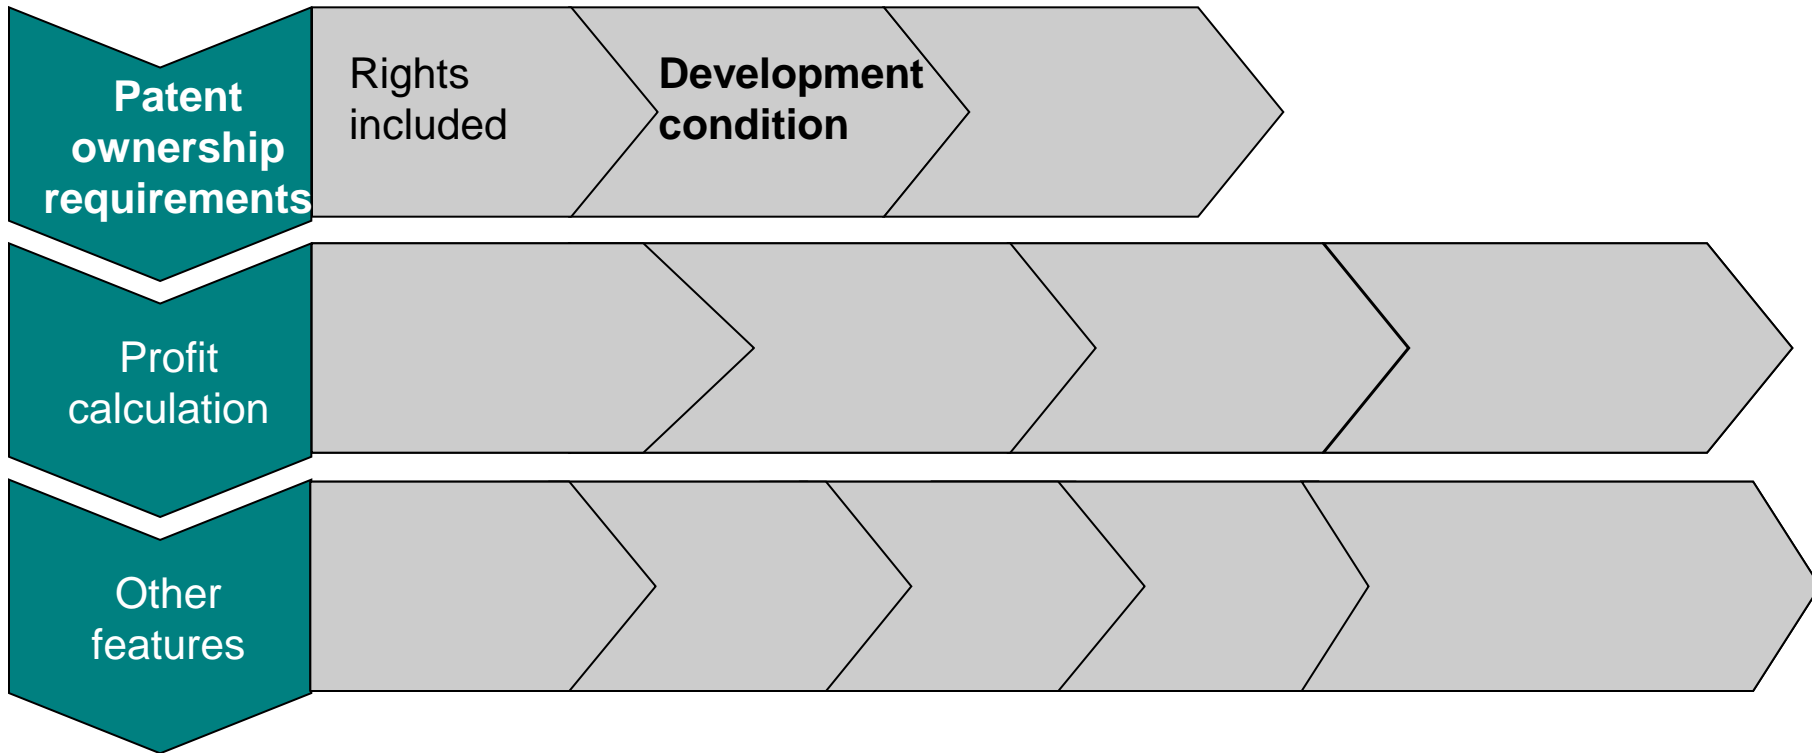 Patent
ownership
requirements
Rights
included
Development
condition
Profit
calculation
Other
features